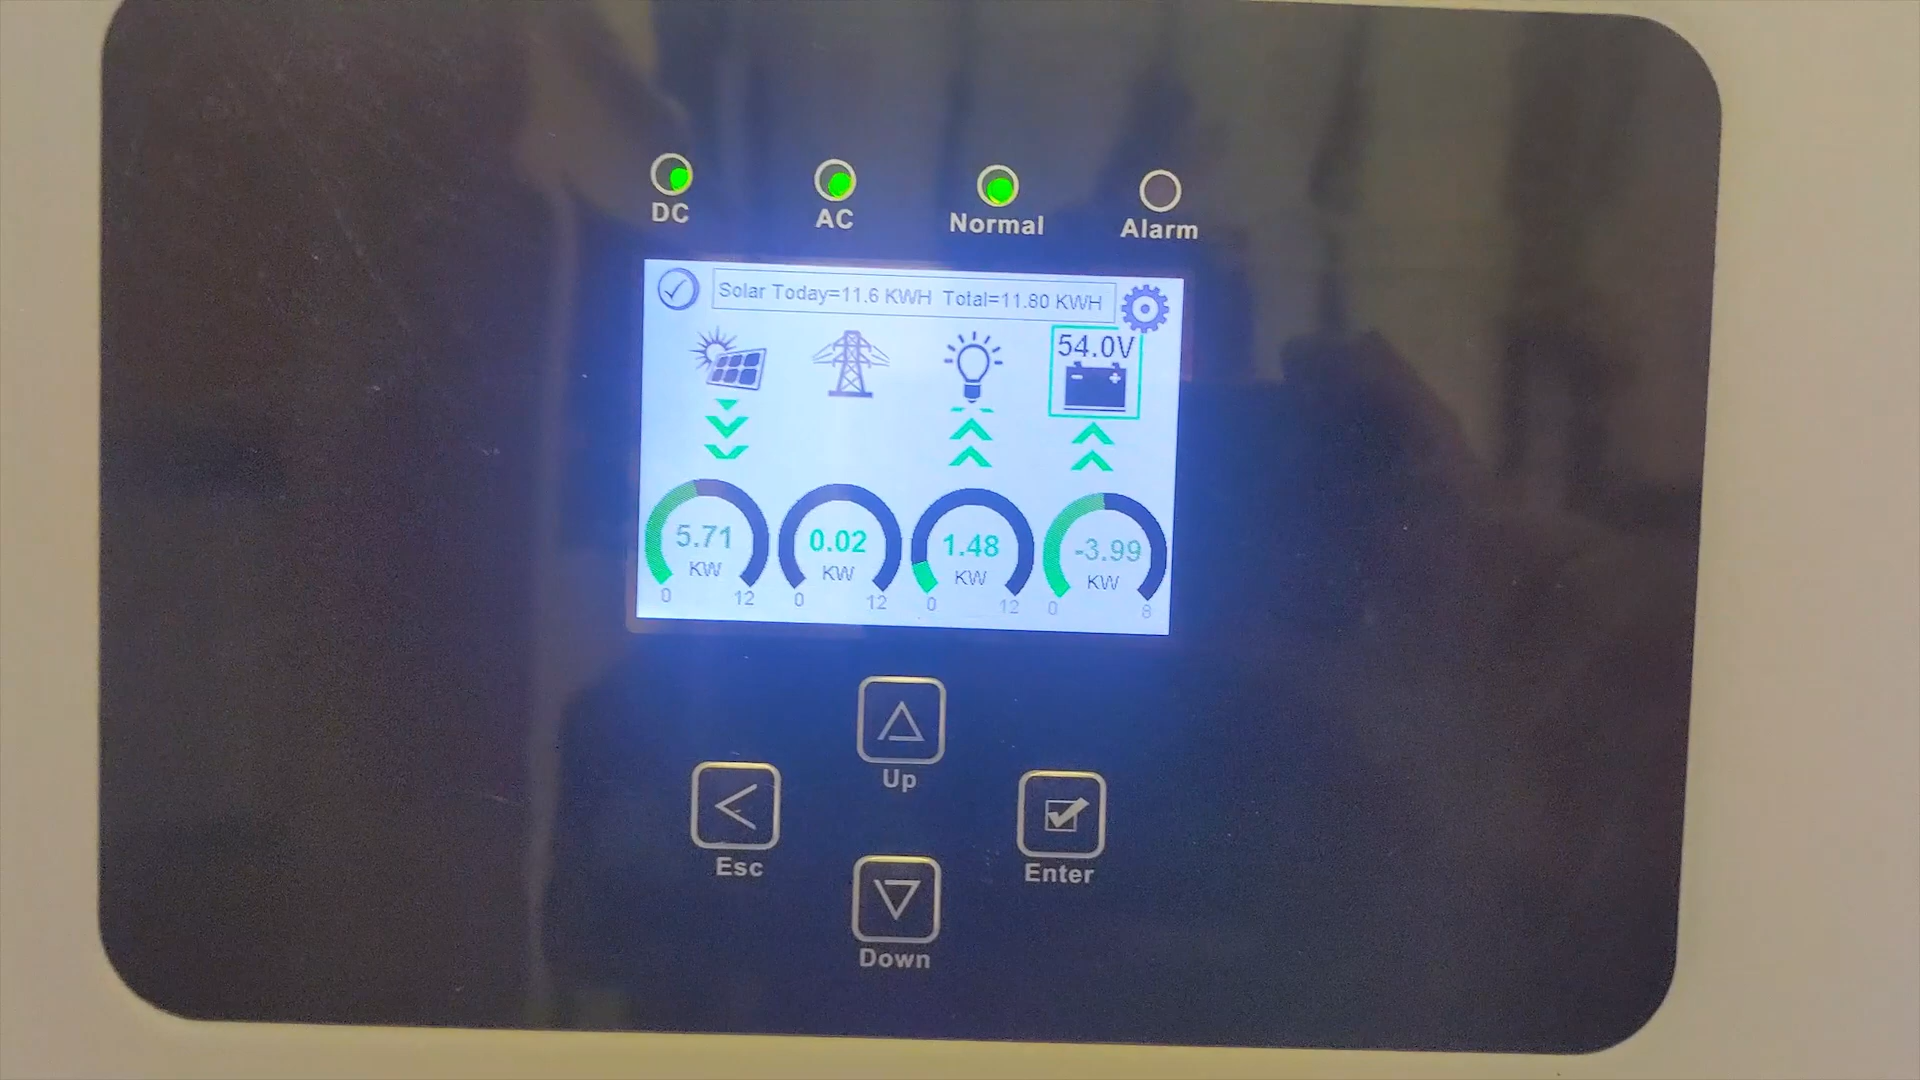 DC AC Normal Alarm
Solar Today=11.6 KWH Total=11.80 KWH
54.0V
5.71 0.02 1.48 -3.99
KW KW KW KW
0 12 0 12 0 12 0 8
Up
Esc Enter
Down